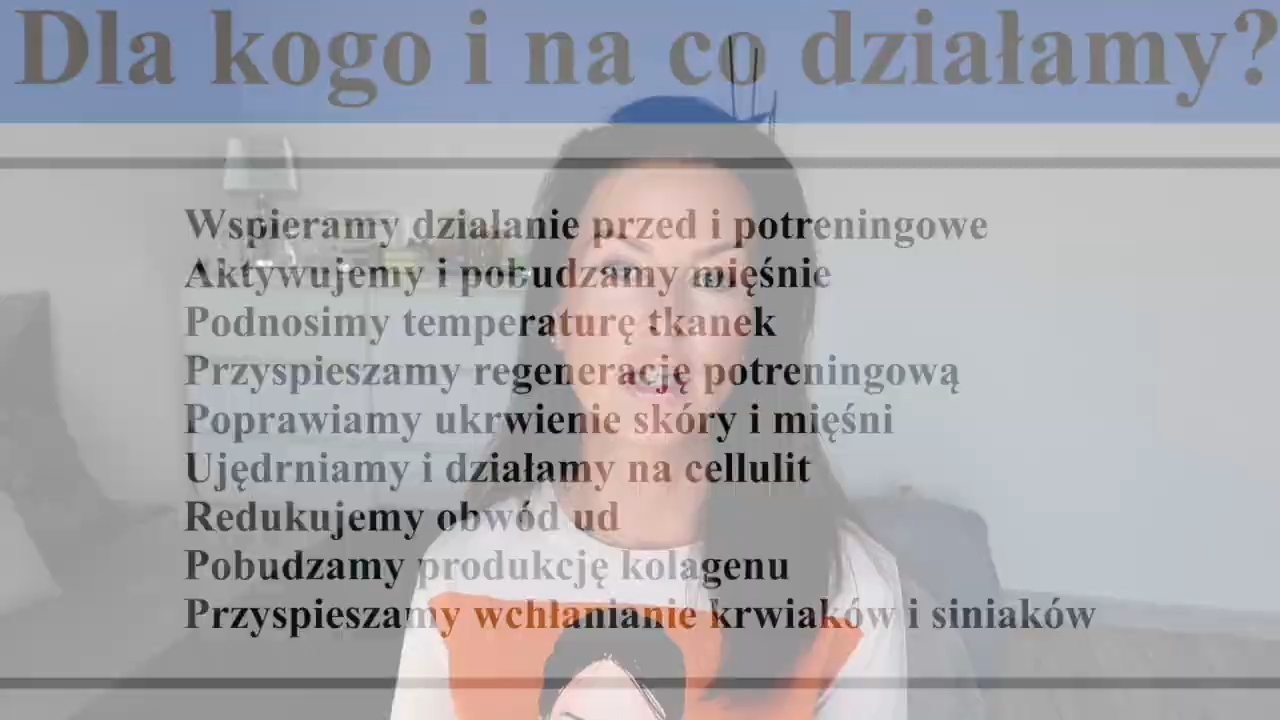 Dla kogo i na co działamy?
Wspieramy działanie przed i potreningowe
Aktywujemy i pobudzamy mięśnie
Podnosimy temperaturę tkanek
Przyspieszamy regenerację potreningową
Poprawiamy ukrwienie skóry i mięśni
Ujędrniamy i działamy na cellulit
Redukujemy obwód ud
Pobudzamy produkcję kolagenu
Przyspieszamy wchłanianie krwiaków i siniaków